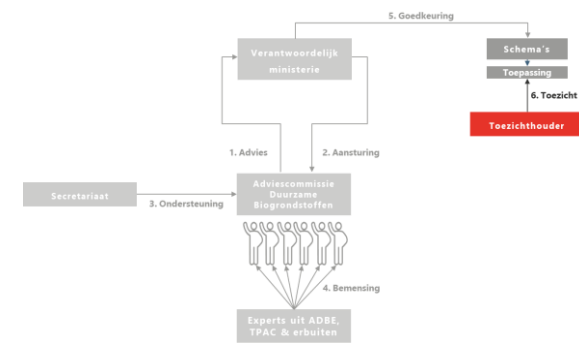 5. Goedkeuring
Verantwoordelijk
ministerie
Schema's
Toepassing
6. Toezicht
Toezichthouder
1. Advies
2. Aansturing
Adviescommissie
Duurzame
Biogrondstoffen
Secretariaat
3. Ondersteuning
4. Bemensing
Experts uit ADBE,
TPAC & erbuiten